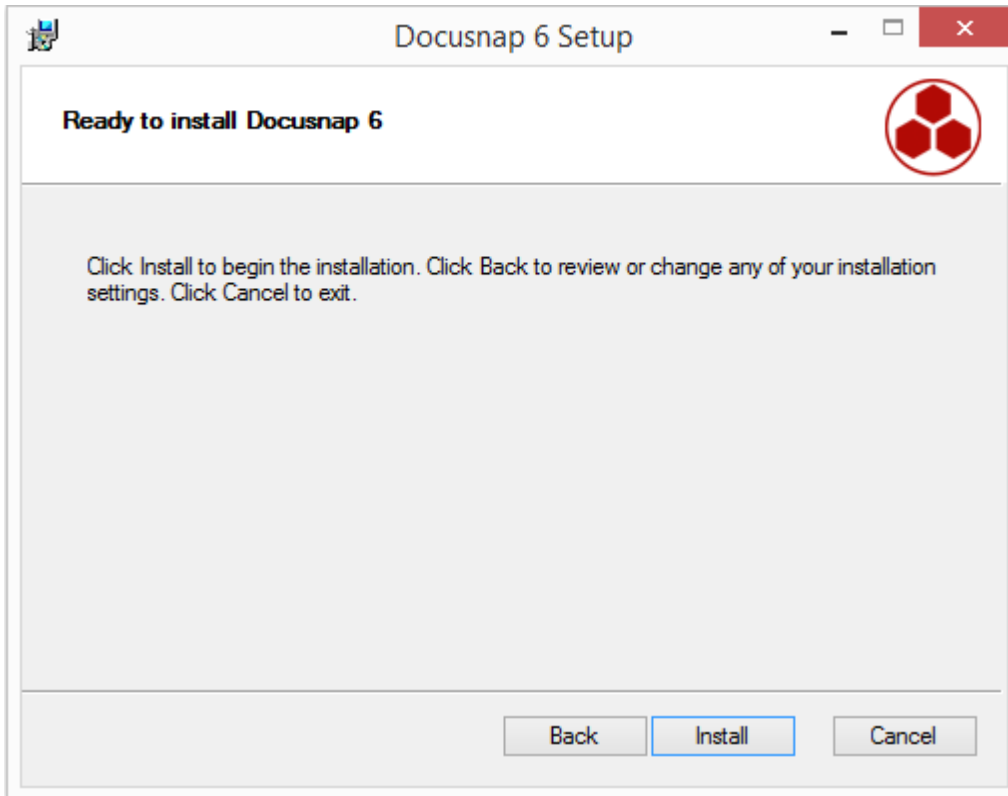 Docusnap 6 Setup
Ready to install Docusnap 6
Click Install to begin the installation. Click Back to review or change any of your installation
settings. Click Cancel to exit.
Back Install Cancel